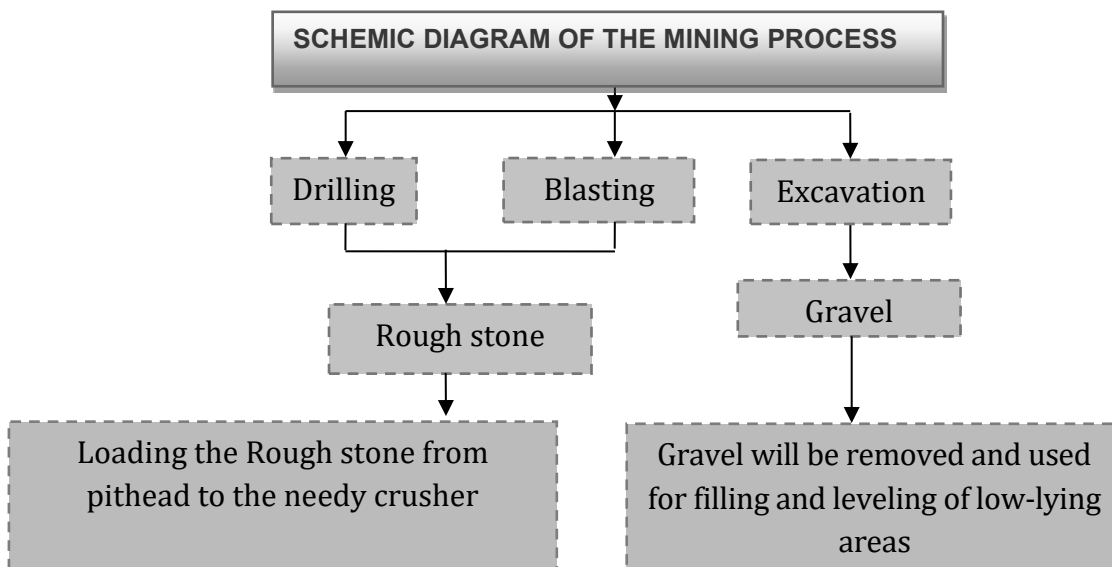 SCHEMIC DIAGRAM OF THE MINING PROCESS
Drilling
Blasting
Excavation
Rough stone
Gravel
Loading the Rough stone from
pithead to the needy crusher
Gravel will be removed and used
for filling and leveling of low-lying
areas